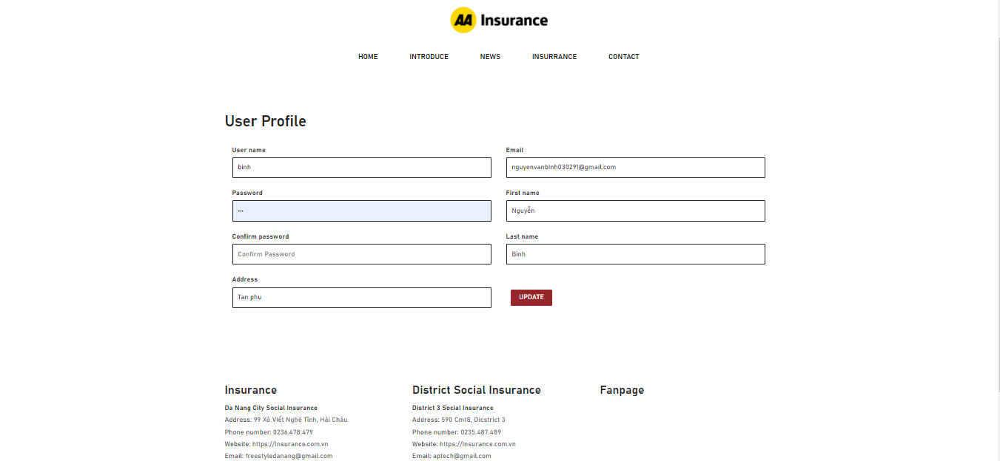 AA Insurance
HOME INTRODUCE NEWS INSURRANCE CONTACT
User Profile
User name
binh
Email
nguyenvanbinh030291@gmail.com
Password
•••
First name
Nguyễn
Confirm password
Confirm Password
Last name
Bình
Address
Tan phu
UPDATE
Insurance
Da Nang City Social Insurance
Address: 99 Xô Viết Nghệ Tĩnh, Hải Châu
Phone number: 0236.478.479
Website: https://Insurance.com.vn
Email: freestyledanang@gmail.com
District Social Insurance
District 3 Social Insurance
Address: 590 Cmt8, Dicstrict 3
Phone number: 0235.487.489
Website: https://Insurance.com.vn
Email: aptech@gmail.com
Fanpage